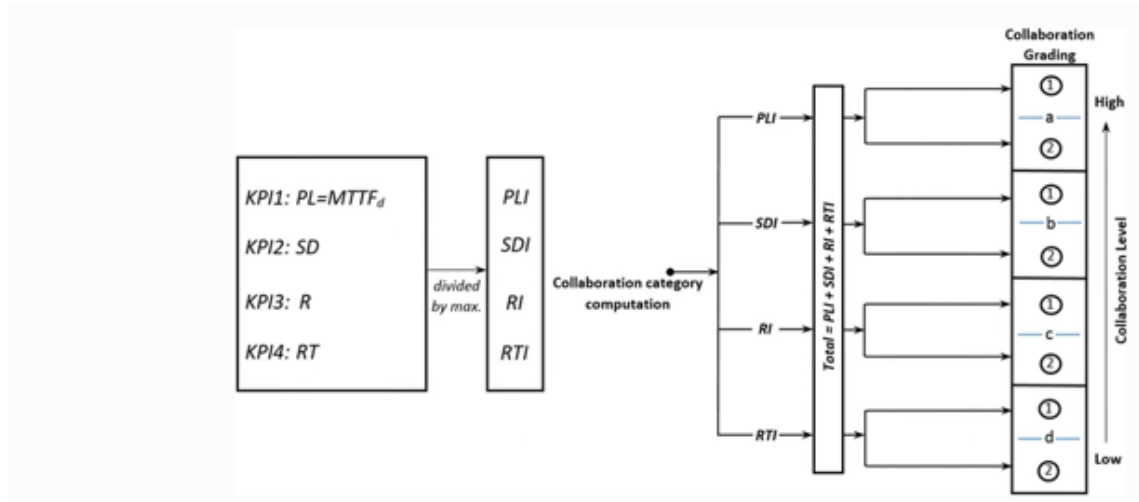 KPI1: PL=MTTFd
KPI2: SD
KPI3: R
KPI4: RT
divided
by max.
PLI
SDI
RI
RTI
Collaboration category
computation
PLI
SDI
RI
RTI
Total = PLI + SDI + RI + RTI
Collaboration
Grading
1
a
2
1
b
2
1
c
2
1
d
2
High
Collaboration Level
Low